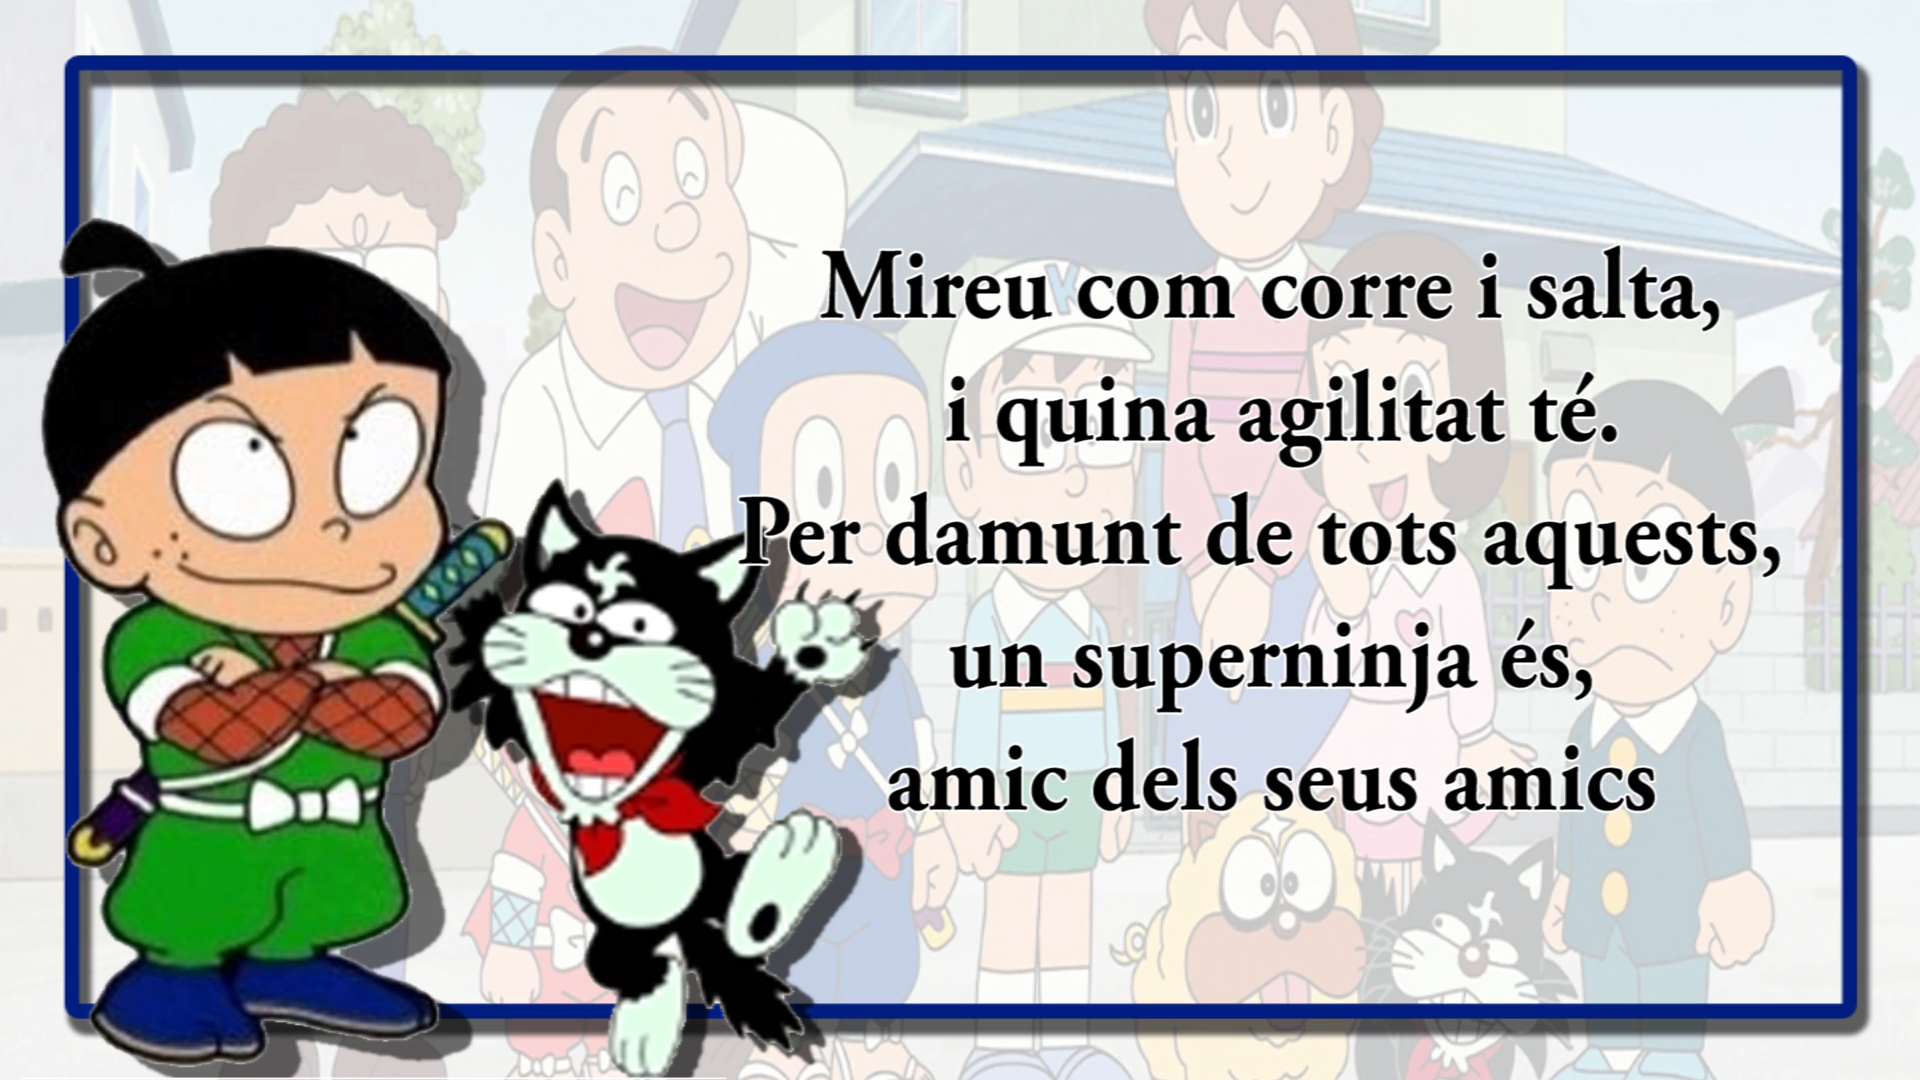 Mireu com corre i salta,
i quina agilitat té.
Per damunt de tots aquests,
un superninja és,
amic dels seus amics